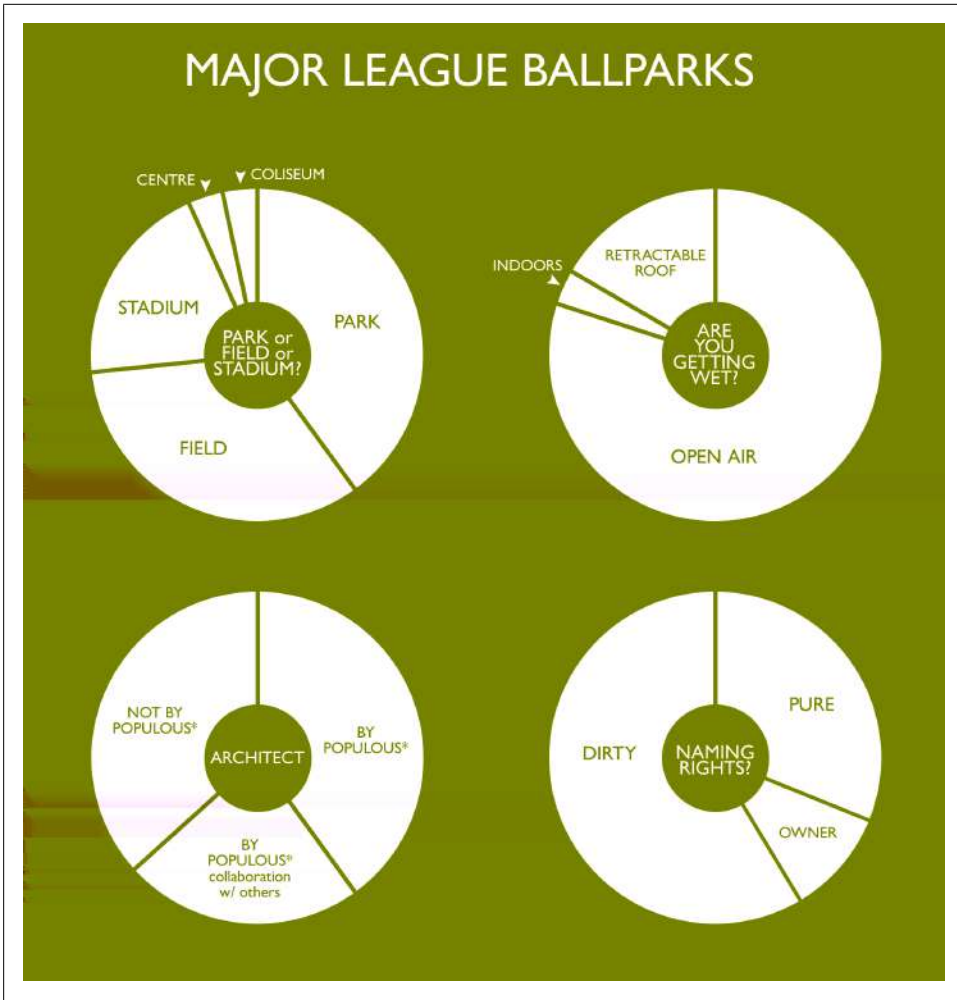 MAJOR LEAGUE BALLPARKS
CENTRE
COLISEUM
STADIUM
PARK
PARK or
FIELD or
STADIUM?
FIELD
RETRACTABLE
ROOF
INDOORS
ARE
YOU
GETTING
WET?
OPEN AIR
NOT BY
POPULOUS*
BY
POPULOUS*
ARCHITECT
BY
POPULOUS*
collaboration
w/ others
PURE
DIRTY
NAMING
RIGHTS?
OWNER